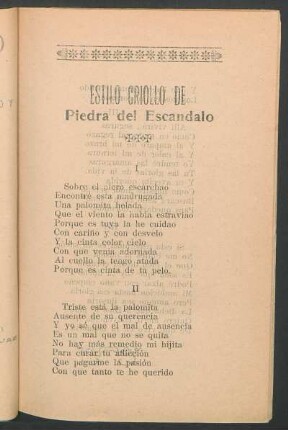 ESTILO CRIOLLO DE
Piedra del Escandalo
I
Sobre el alero escarchao
Encontré esta madrugada
Una palomita helada
Que el viento la había estraviao
Porque es tuya la he cuidao
Con cariño y con desvelo
Y la cinta color cielo
Con que venía adornada
Al cuello la tengo atada
Porque es cinta de tu pelo
II
Triste está la palomita
Ausente de su querencia
Y yo sé que el mal de ausencia
Es un mal que no se quita
No hay más remedio mi hijita
Para curar tu aflicción
Que pagarme la pasión
Con que tanto te he querido